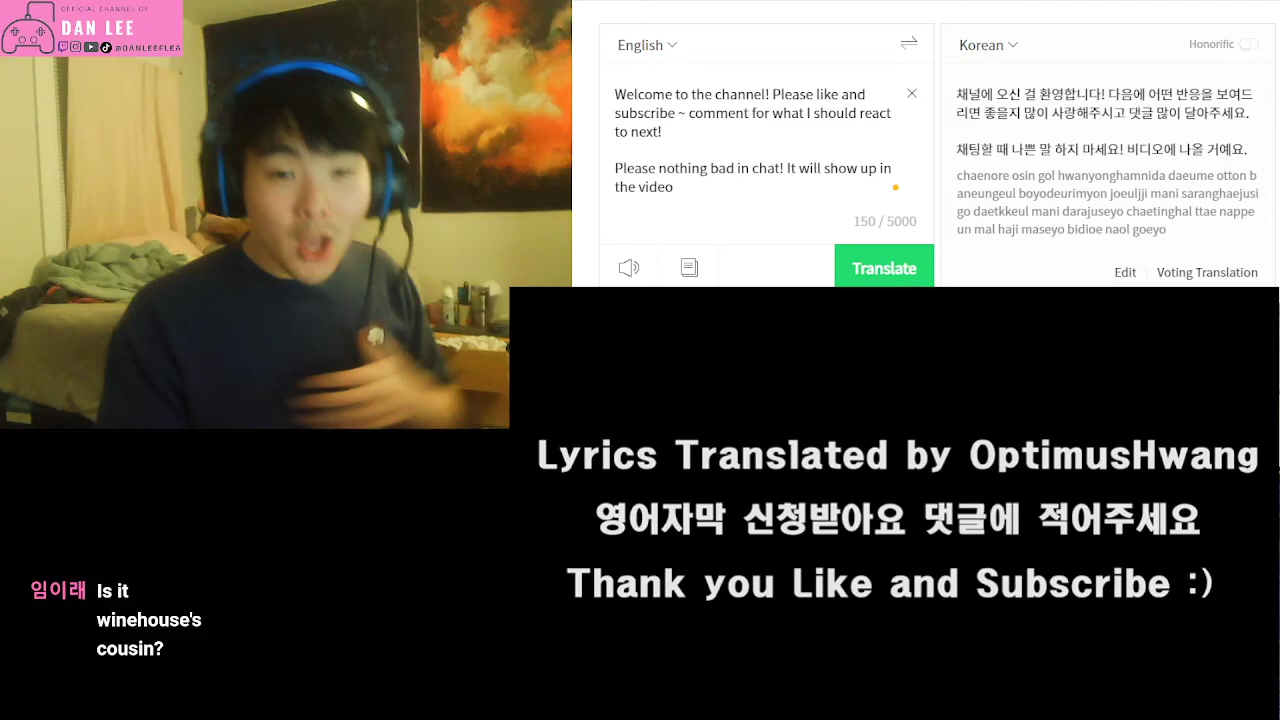 OFFICIAL CHANNEL OF
DAN LEE
@DANLEEFLEA
English
Welcome to the channel! Please like and
subscribe ~ comment for what I should react
to next!
Please nothing bad in chat! It will show up in
the video
150 / 5000
Translate
Korean
Honorific
채널에 오신 걸 환영합니다! 다음에 어떤 반응을 보여드
리면 좋을지 많이 사랑해주시고 댓글 많이 달아주세요.
채팅할 때 나쁜 말 하지 마세요! 비디오에 나올 거예요.
chaenore osin gol hwanyonghamnida daeume otton b
aneungeul boyodeurimyon joeuljji mani saranghaejusi
go daetkkeul mani darajuseyo chaetinghal ttae nappe
un mal haji maseyo bidioe naol goeyo
Edit
Voting Translation
Lyrics Translated by OptimusHwang
영어자막 신청받아요 댓글에 적어주세요
Thank you Like and Subscribe :)
임이래 Is it
winehouse's
cousin?